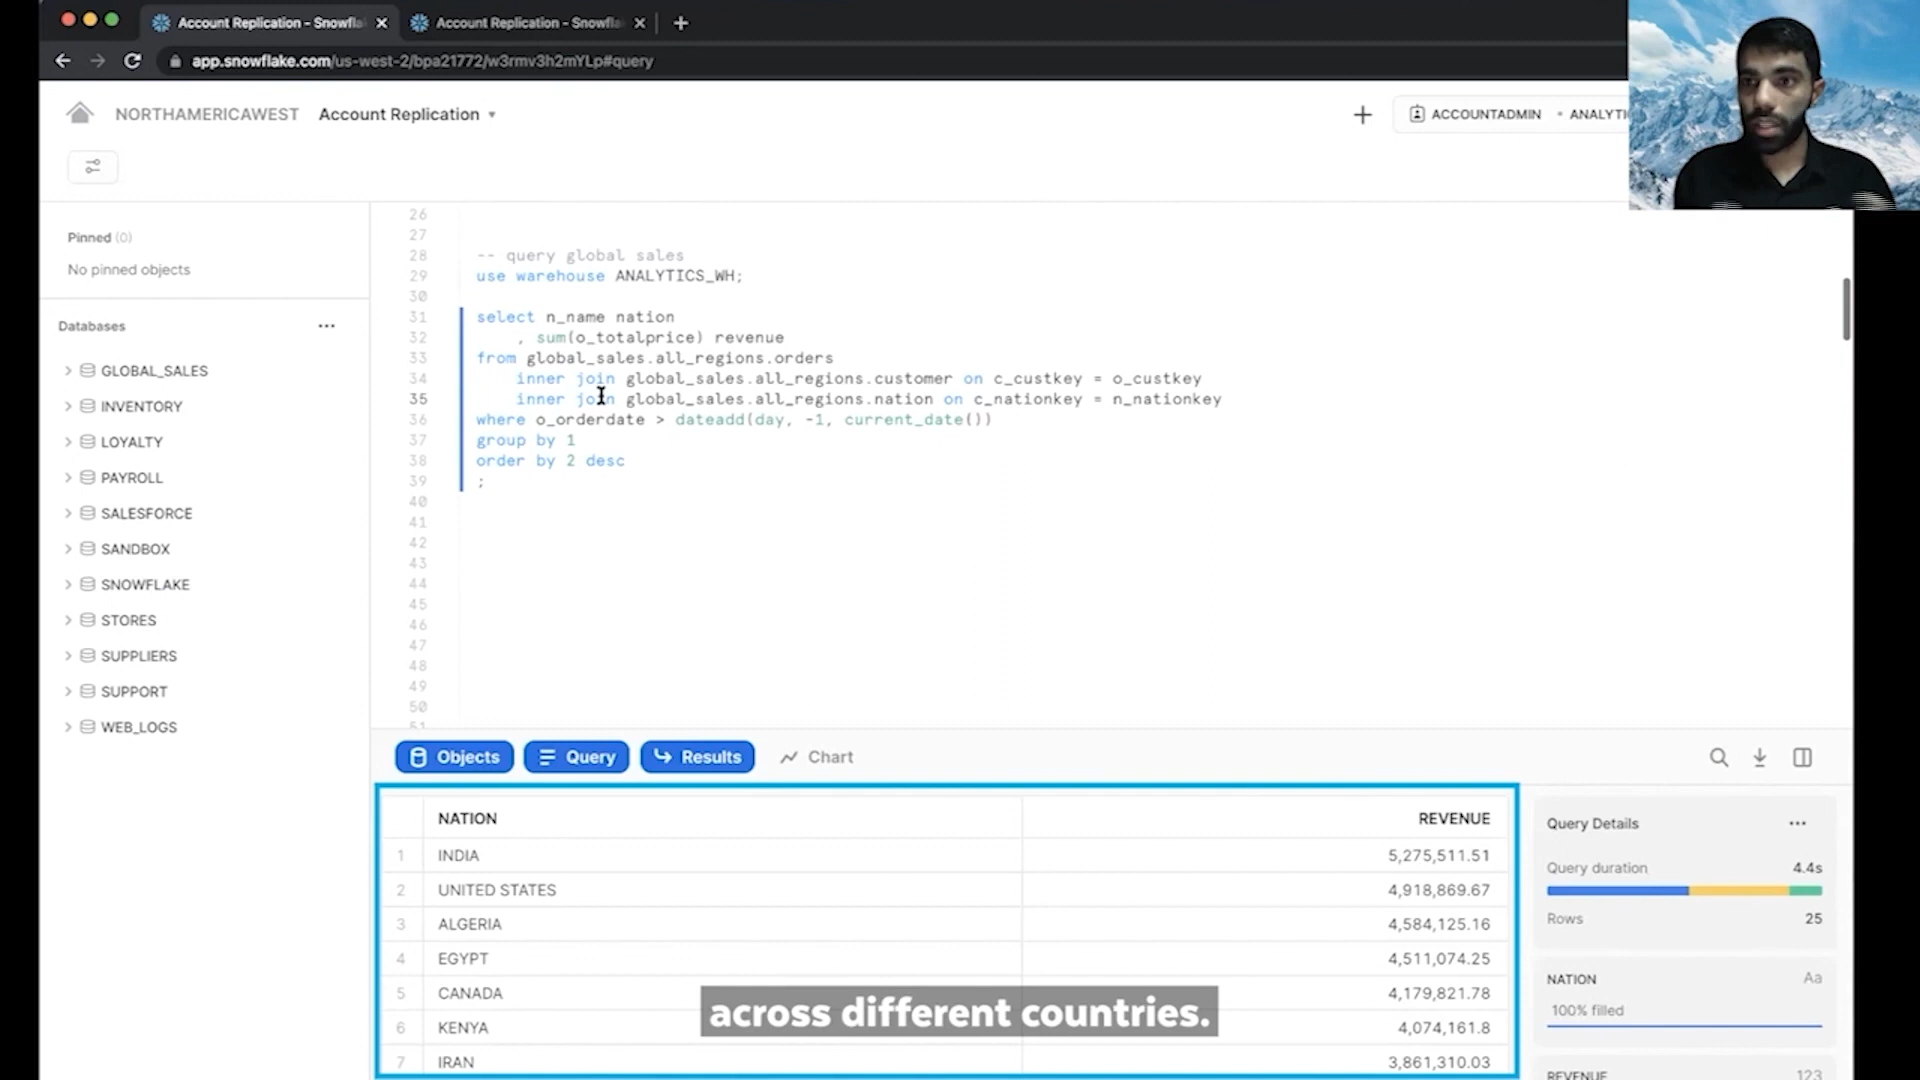 Account Replication - Snowfla
Account Replication - Snowfla
app.snowflake.com/us-west-2/bpa21772/w3rmv3h2mYLp#query
NORTHAMERICAWEST Account Replication
ACCOUNTADMIN • ANALYTI
Pinned (0)
No pinned objects
Databases
GLOBAL_SALES
INVENTORY
LOYALTY
PAYROLL
SALESFORCE
SANDBOX
SNOWFLAKE
STORES
SUPPLIERS
SUPPORT
WEB_LOGS
26
27
28 -- query global sales
29 use warehouse ANALYTICS_WH;
30
31 select n_name nation
32 , sum(o_totalprice) revenue
33 from global_sales.all_regions.orders
34 inner join global_sales.all_regions.customer on c_custkey = o_custkey
35 inner join global_sales.all_regions.nation on c_nationkey = n_nationkey
36 where o_orderdate > dateadd(day, -1, current_date())
37 group by 1
38 order by 2 desc
39 ;
40
41
42
43
44
45
46
47
48
49
50
51
Objects Query Results Chart
NATION REVENUE
1 INDIA 5,275,511.51
2 UNITED STATES 4,918,869.67
3 ALGERIA 4,584,125.16
4 EGYPT 4,511,074.25
5 CANADA 4,179,821.78
6 KENYA 4,074,161.8
7 IRAN 3,861,310.03
across different countries.
Query Details
Query duration 4.4s
Rows 25
NATION Aa
100% filled
REVENUE 123